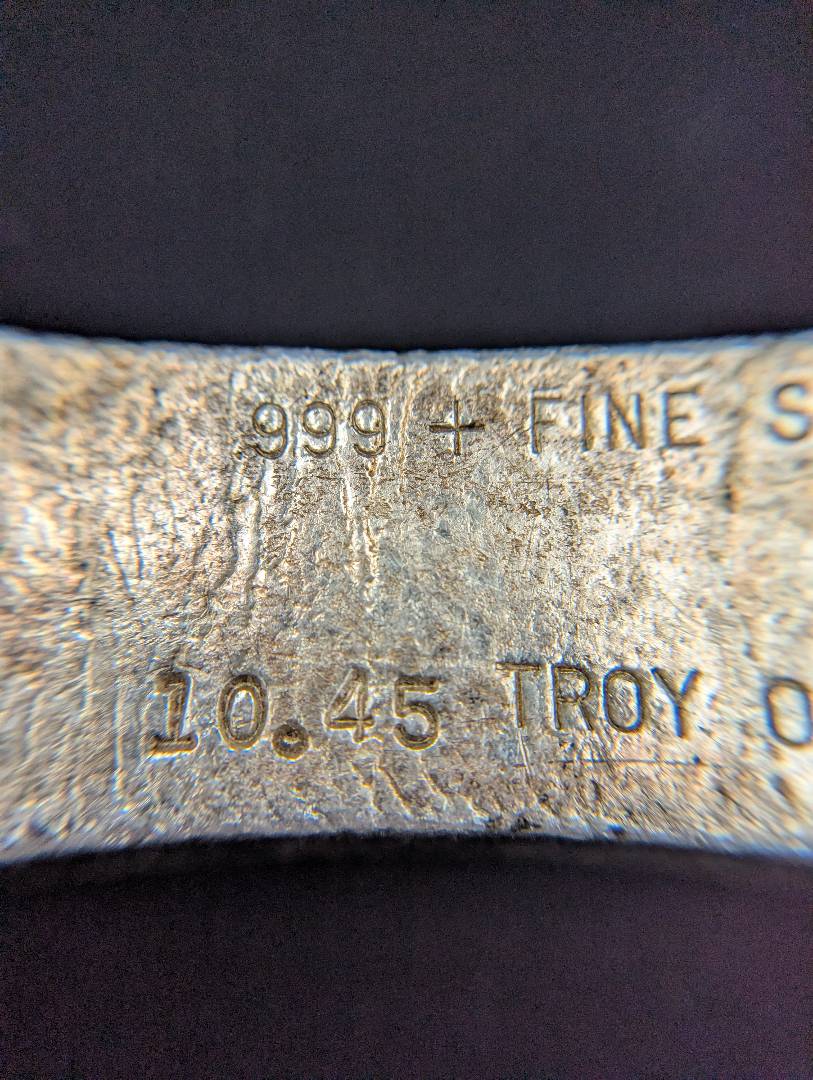 .999 + FINE S
10.45 TROY O